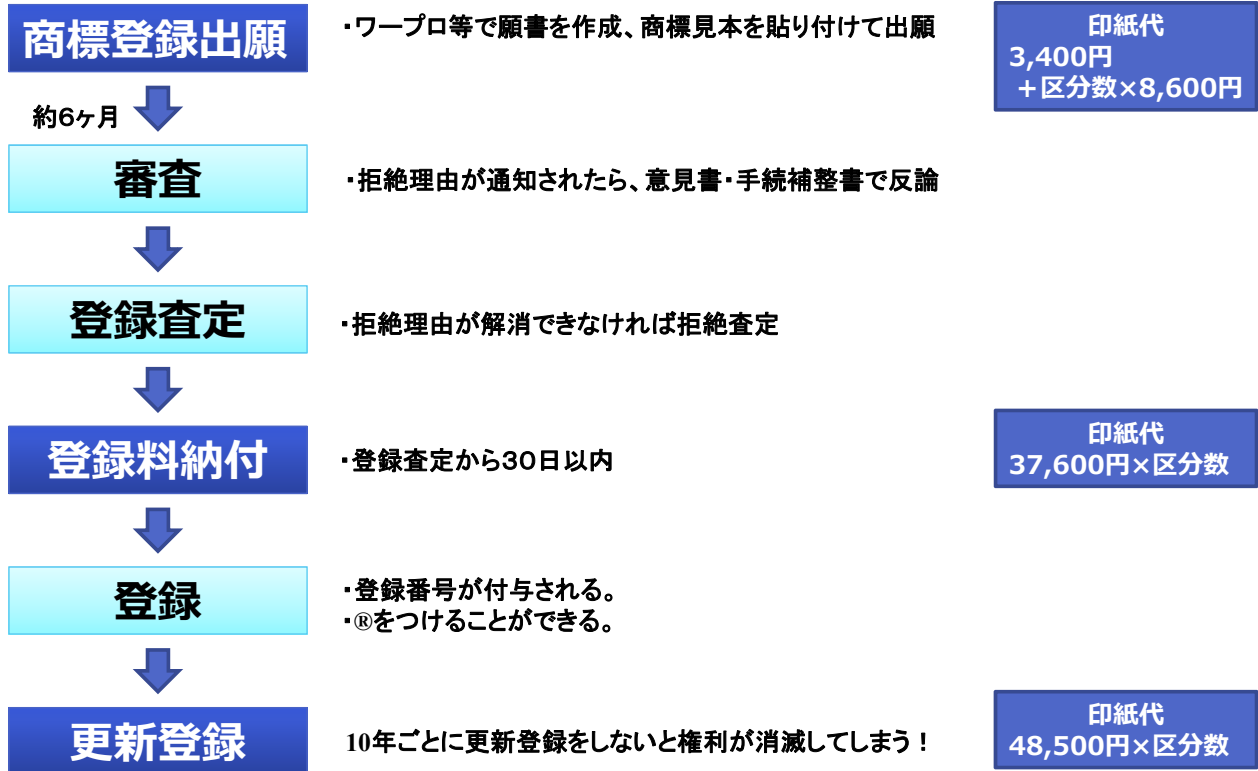 商標登録出願
・ワープロ等で願書を作成、商標見本を貼り付けて出願
印紙代
3,400円
＋区分数×8,600円
約6ヶ月
審査
・拒絶理由が通知されたら、意見書・手続補整書で反論
登録査定
・拒絶理由が解消できなければ拒絶査定
登録料納付
・登録査定から30日以内
印紙代
37,600円×区分数
登録
・登録番号が付与される。
・®をつけることができる。
更新登録
10年ごとに更新登録をしないと権利が消滅してしまう！
印紙代
48,500円×区分数